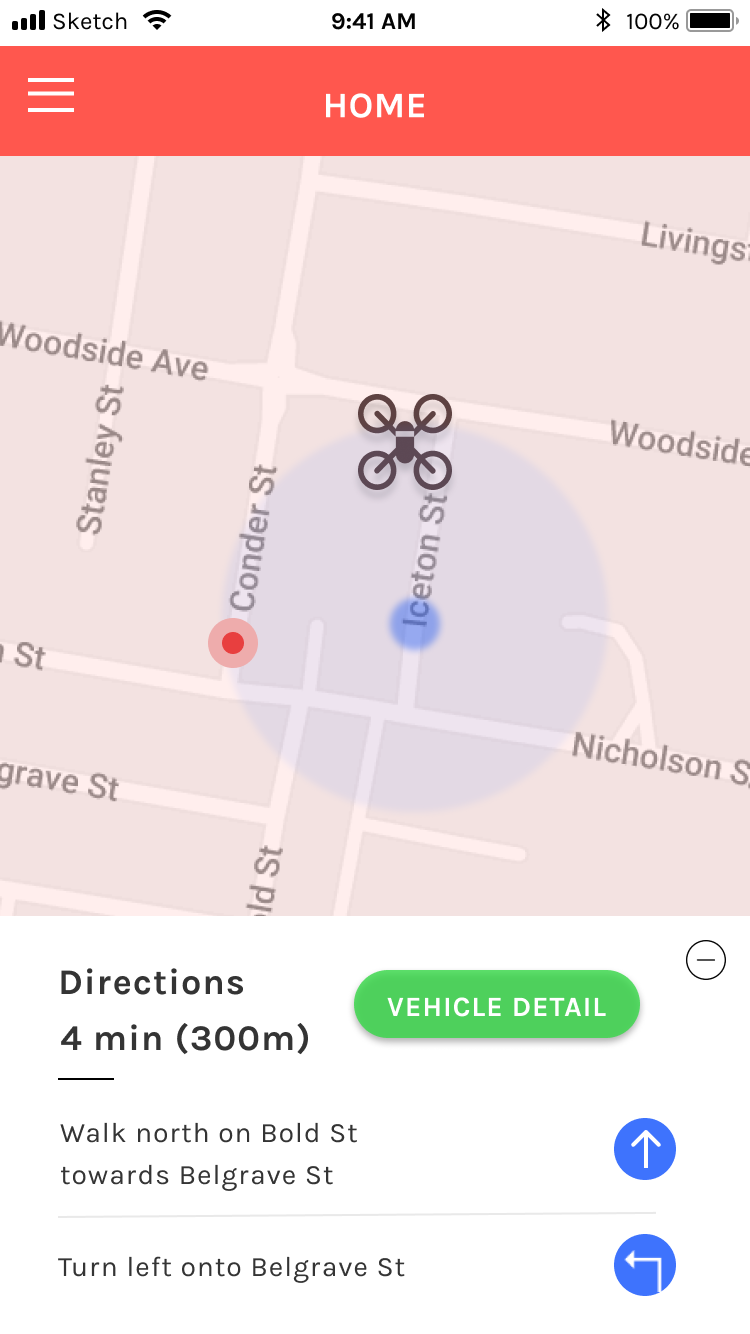 Sketch 9:41 AM 100%
HOME
Livings
Woodside Ave
Woodside
Stanley St
Conder St
Iceton St
St
Nicholson S
grave St
ld St
Directions
VEHICLE DETAIL
4 min (300m)
Walk north on Bold St
towards Belgrave St
Turn left onto Belgrave St